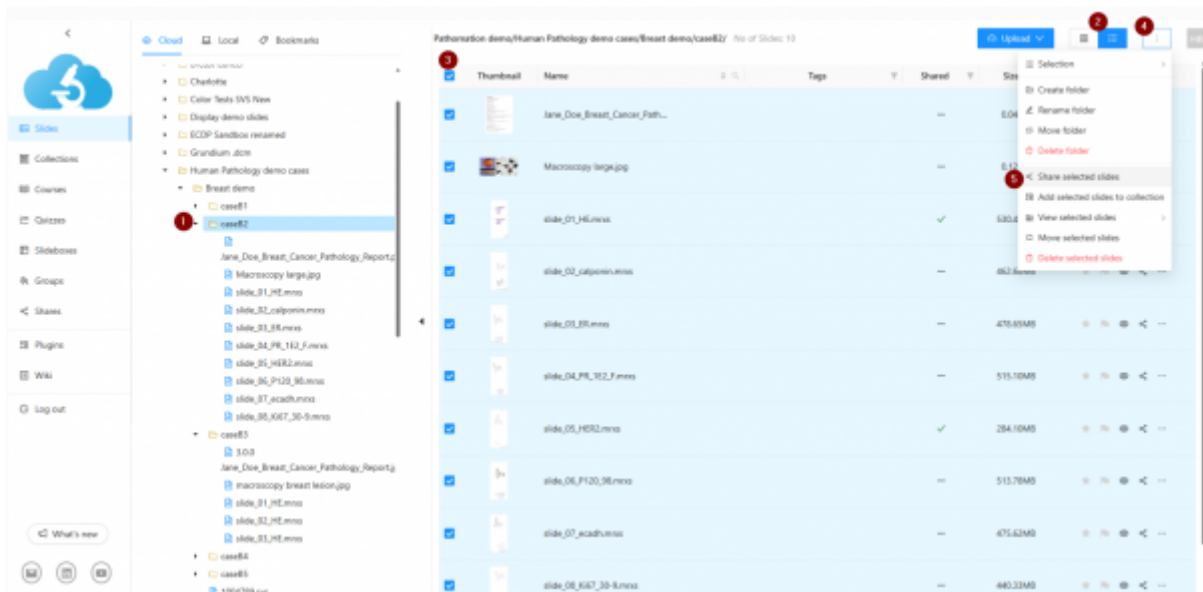 Cloud Local Bookmarks
Charlotte
Color Tests SVS New
Display demo slides
ECDP Sandbox renamed
Grundium .dcm
Human Pathology demo cases
Breast demo
caseB1
1
caseB2
Jane_Doe_Breast_Cancer_Pathology_Report.p
Macroscopy large.jpg
slide_01_HE.mrxs
slide_02_calponin.mrxs
slide_03_ER.mrxs
slide_04_PR_1E2_F.mrxs
slide_05_HER2.mrxs
slide_06_P120_98.mrxs
slide_07_ecadh.mrxs
slide_08_Ki67_30-9.mrxs
caseB3
3.0.0
Jane_Doe_Breast_Cancer_Pathology_Report.p
macroscopy breast lesion.jpg
slide_01_HE.mrxs
slide_02_HE.mrxs
slide_03_HE.mrxs
caseB4
caseB5
Slides
Collections
Courses
Quizzes
Slideboxes
Groups
Shares
Plugins
Wiki
Log out
What's new
Pathomation demo/Human Pathology demo cases/Breast demo/caseB2/ No of Slides: 10
Upload
2
4
3
Thumbnail Name Tags Shared
Jane_Doe_Breast_Cancer_Path...
Macroscopy large.jpg
slide_01_HE.mrxs
slide_02_calponin.mrxs
slide_03_ER.mrxs 478.65MB
slide_04_PR_1E2_F.mrxs 515.10MB
slide_05_HER2.mrxs 284.10MB
slide_06_P120_98.mrxs 513.78MB
slide_07_ecadh.mrxs 475.62MB
slide_08_Ki67_30-9.mrxs 440.33MB
Selection
Create folder
Rename folder
Move folder
Delete folder
5
Share selected slides
Add selected slides to collection
View selected slides
Move selected slides
Delete selected slides